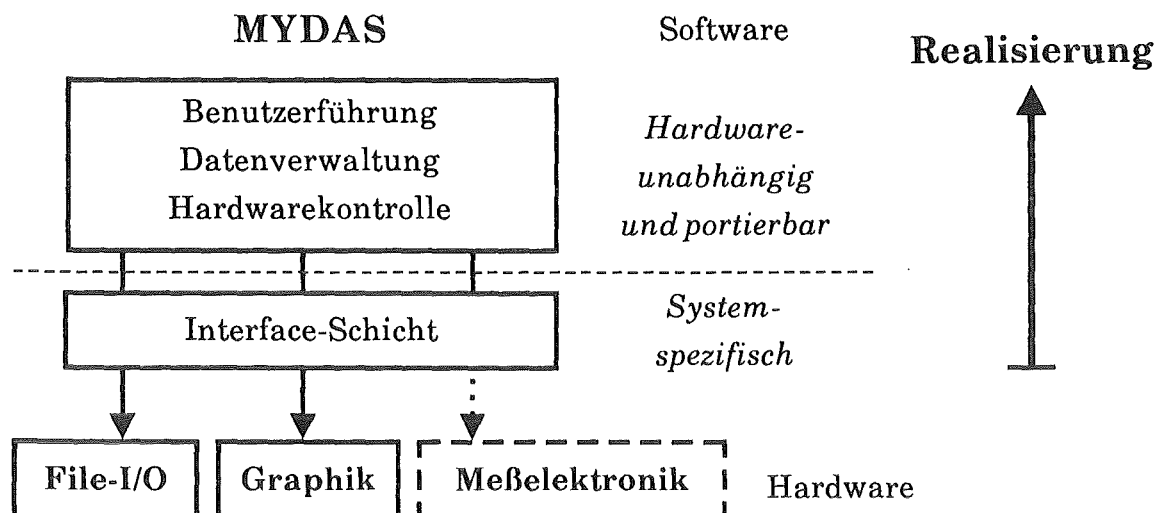 MYDAS
Software
Realisierung
Benutzerführung
Datenverwaltung
Hardwarekontrolle
Hardware-
unabhängig
und portierbar
Interface-Schicht
System-
spezifisch
File-I/O
Graphik
Meßelektronik
Hardware